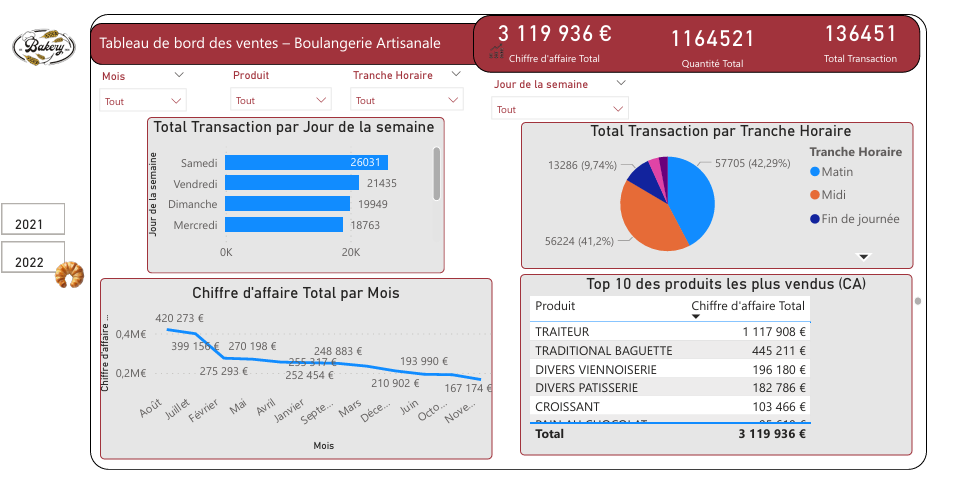 Bakery
Tableau de bord des ventes – Boulangerie Artisanale
3 119 936 €
Chiffre d'affaire Total
1164521
Quantité Total
136451
Total Transaction
Mois
Tout
Produit
Tout
Tranche Horaire
Tout
Jour de la semaine
Tout
2021
2022
Total Transaction par Jour de la semaine
Jour de la semaine
Samedi 26031
Vendredi 21435
Dimanche 19949
Mercredi 18763
0K 20K
Total Transaction par Tranche Horaire
13286 (9,74%)
57705 (42,29%)
56224 (41,2%)
Tranche Horaire
Matin
Midi
Fin de journée
Chiffre d'affaire Total par Mois
Chiffre d'affaire ...
0,4M€
0,2M€
420 273 €
399 156 €
275 293 €
270 198 €
255 317 €
252 454 €
248 883 €
210 902 €
193 990 €
167 174 €
Août Juillet Février Mai Avril Janvier Septe... Mars Déce... Juin Octo... Nove...
Mois
Top 10 des produits les plus vendus (CA)
Produit Chiffre d'affaire Total
TRAITEUR 1 117 908 €
TRADITIONAL BAGUETTE 445 211 €
DIVERS VIENNOISERIE 196 180 €
DIVERS PATISSERIE 182 786 €
CROISSANT 103 466 €
PAIN AU CHOCOLAT
Total 3 119 936 €